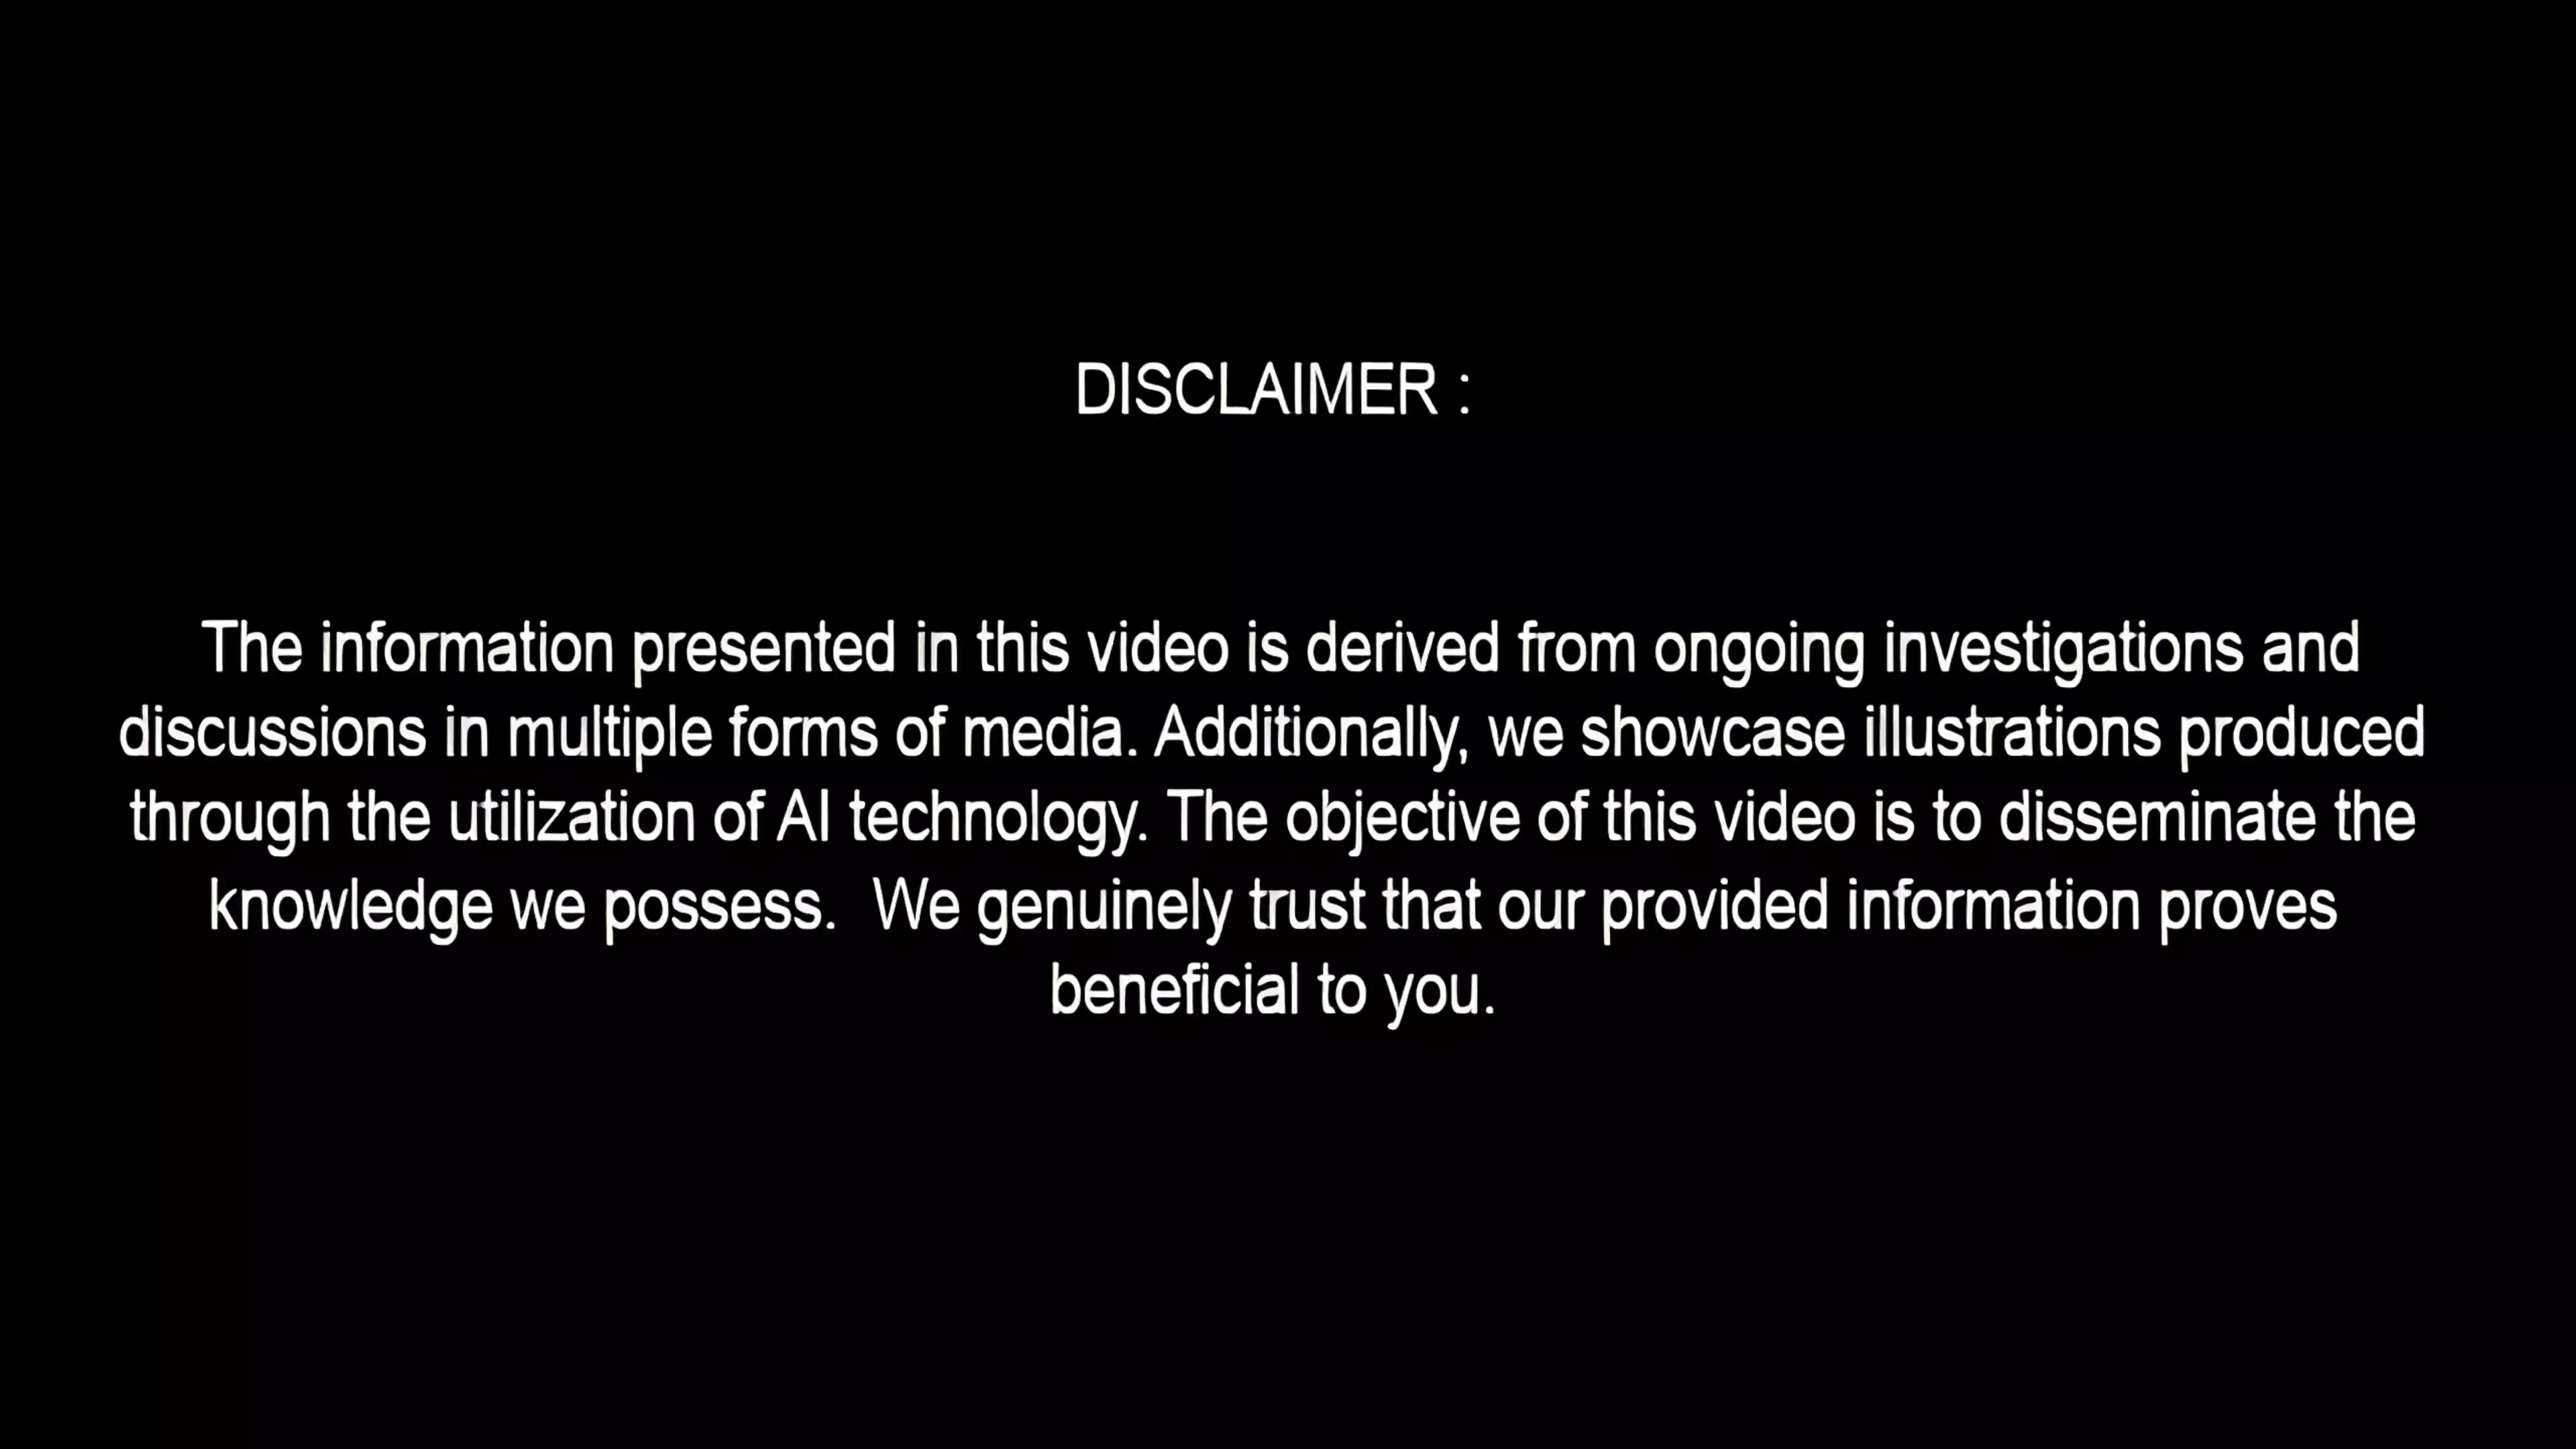 DISCLAIMER :
The information presented in this video is derived from ongoing investigations and
discussions in multiple forms of media. Additionally, we showcase illustrations produced
through the utilization of AI technology. The objective of this video is to disseminate the
knowledge we possess.  We genuinely trust that our provided information proves
beneficial to you.